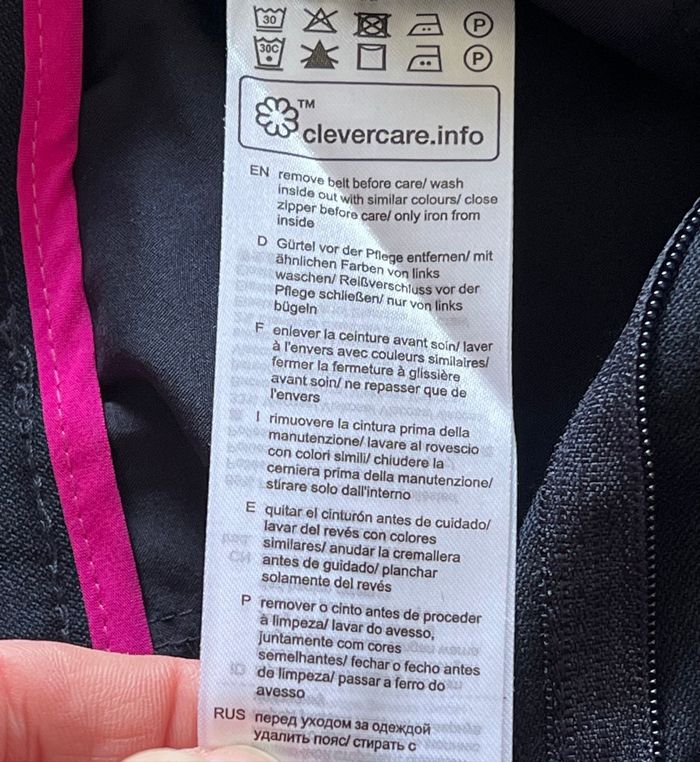 30 P
30C P
TM
clevercare.info
EN remove belt before care/ wash
inside out with similar colours/ close
zipper before care/ only iron from
inside
D Gürtel vor der Pflege entfernen/ mit
ähnlichen Farben von links
waschen/ Reißverschluss vor der
Pflege schließen/ nur von links
bügeln
F enlever la ceinture avant soin/ laver
à l'envers avec couleurs similaires/
fermer la fermeture à glissière
avant soin/ ne repasser que de
l'envers
I rimuovere la cintura prima della
manutenzione/ lavare al rovescio
con colori simili/ chiudere la
cerniera prima della manutenzione/
stirare solo dall'interno
E quitar el cinturón antes de cuidado/
lavar del revés con colores
similares/ anudar la cremallera
antes de guidado/ planchar
solamente del revés
P remover o cinto antes de proceder
à limpeza/ lavar do avesso,
juntamente com cores
semelhantes/ fechar o fecho antes
de limpeza/ passar a ferro do
avesso
RUS перед уходом за одеждой
удалить пояс/ стирать с